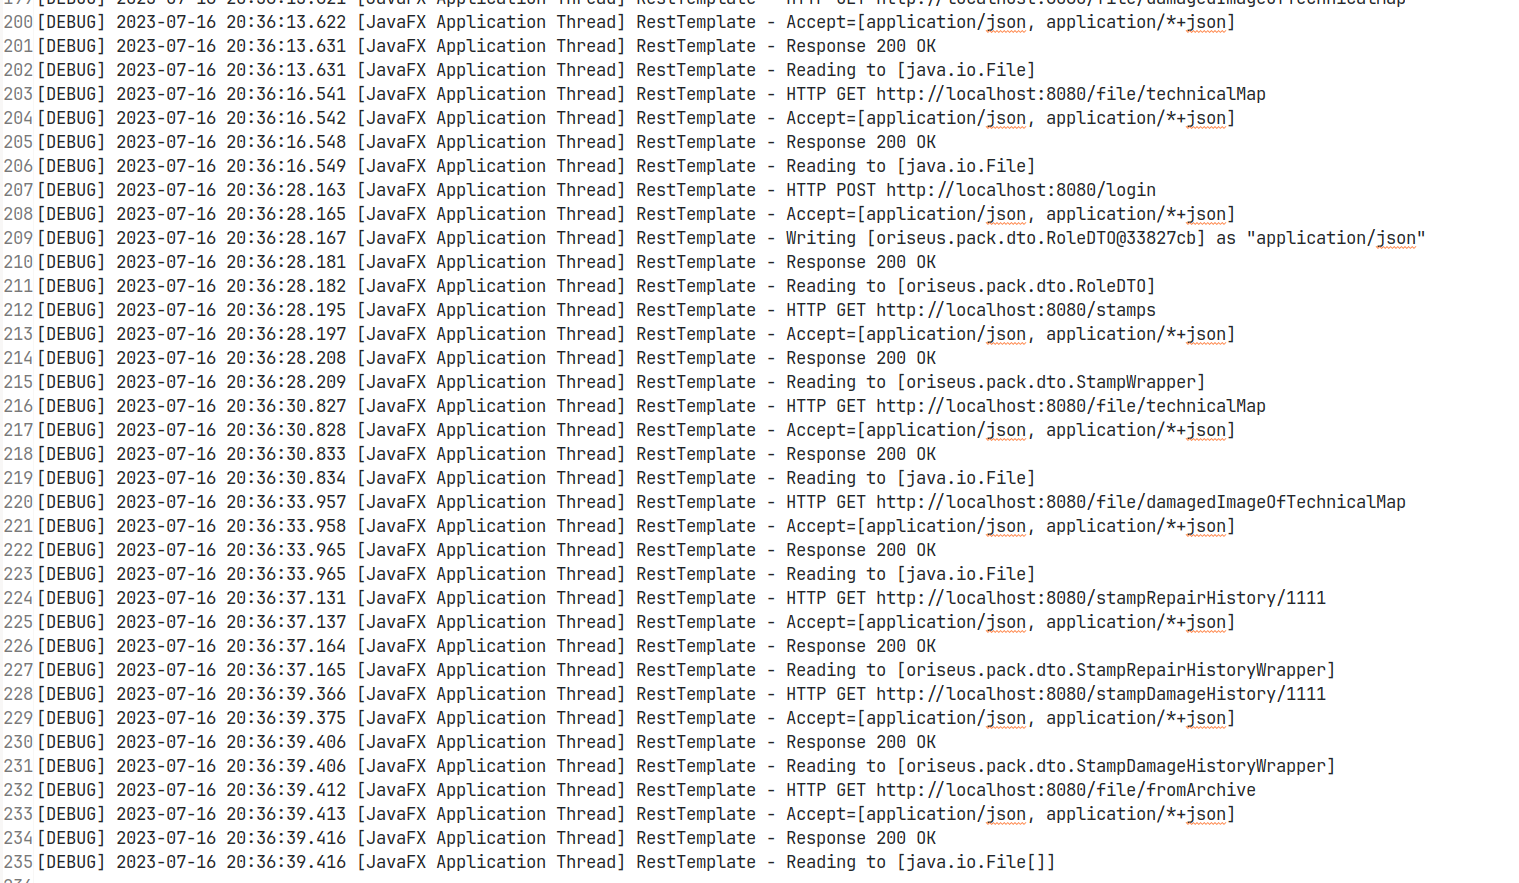 197 [DEBUG] 2023-07-16 20:36:13.621 [JavaFX Application Thread] RestTemplate - HTTP GET http://localhost:8080/file/damagedImageOfTechnicalMap
200 [DEBUG] 2023-07-16 20:36:13.622 [JavaFX Application Thread] RestTemplate - Accept=[application/json, application/*+json]
201 [DEBUG] 2023-07-16 20:36:13.631 [JavaFX Application Thread] RestTemplate - Response 200 OK
202 [DEBUG] 2023-07-16 20:36:13.631 [JavaFX Application Thread] RestTemplate - Reading to [java.io.File]
203 [DEBUG] 2023-07-16 20:36:16.541 [JavaFX Application Thread] RestTemplate - HTTP GET http://localhost:8080/file/technicalMap
204 [DEBUG] 2023-07-16 20:36:16.542 [JavaFX Application Thread] RestTemplate - Accept=[application/json, application/*+json]
205 [DEBUG] 2023-07-16 20:36:16.548 [JavaFX Application Thread] RestTemplate - Response 200 OK
206 [DEBUG] 2023-07-16 20:36:16.549 [JavaFX Application Thread] RestTemplate - Reading to [java.io.File]
207 [DEBUG] 2023-07-16 20:36:28.163 [JavaFX Application Thread] RestTemplate - HTTP POST http://localhost:8080/login
208 [DEBUG] 2023-07-16 20:36:28.165 [JavaFX Application Thread] RestTemplate - Accept=[application/json, application/*+json]
209 [DEBUG] 2023-07-16 20:36:28.167 [JavaFX Application Thread] RestTemplate - Writing [oriseus.pack.dto.RoleDTO@33827cb] as "application/json"
210 [DEBUG] 2023-07-16 20:36:28.181 [JavaFX Application Thread] RestTemplate - Response 200 OK
211 [DEBUG] 2023-07-16 20:36:28.182 [JavaFX Application Thread] RestTemplate - Reading to [oriseus.pack.dto.RoleDTO]
212 [DEBUG] 2023-07-16 20:36:28.195 [JavaFX Application Thread] RestTemplate - HTTP GET http://localhost:8080/stamps
213 [DEBUG] 2023-07-16 20:36:28.197 [JavaFX Application Thread] RestTemplate - Accept=[application/json, application/*+json]
214 [DEBUG] 2023-07-16 20:36:28.208 [JavaFX Application Thread] RestTemplate - Response 200 OK
215 [DEBUG] 2023-07-16 20:36:28.209 [JavaFX Application Thread] RestTemplate - Reading to [oriseus.pack.dto.StampWrapper]
216 [DEBUG] 2023-07-16 20:36:30.827 [JavaFX Application Thread] RestTemplate - HTTP GET http://localhost:8080/file/technicalMap
217 [DEBUG] 2023-07-16 20:36:30.828 [JavaFX Application Thread] RestTemplate - Accept=[application/json, application/*+json]
218 [DEBUG] 2023-07-16 20:36:30.833 [JavaFX Application Thread] RestTemplate - Response 200 OK
219 [DEBUG] 2023-07-16 20:36:30.834 [JavaFX Application Thread] RestTemplate - Reading to [java.io.File]
220 [DEBUG] 2023-07-16 20:36:33.957 [JavaFX Application Thread] RestTemplate - HTTP GET http://localhost:8080/file/damagedImageOfTechnicalMap
221 [DEBUG] 2023-07-16 20:36:33.958 [JavaFX Application Thread] RestTemplate - Accept=[application/json, application/*+json]
222 [DEBUG] 2023-07-16 20:36:33.965 [JavaFX Application Thread] RestTemplate - Response 200 OK
223 [DEBUG] 2023-07-16 20:36:33.965 [JavaFX Application Thread] RestTemplate - Reading to [java.io.File]
224 [DEBUG] 2023-07-16 20:36:37.131 [JavaFX Application Thread] RestTemplate - HTTP GET http://localhost:8080/stampRepairHistory/1111
225 [DEBUG] 2023-07-16 20:36:37.137 [JavaFX Application Thread] RestTemplate - Accept=[application/json, application/*+json]
226 [DEBUG] 2023-07-16 20:36:37.164 [JavaFX Application Thread] RestTemplate - Response 200 OK
227 [DEBUG] 2023-07-16 20:36:37.165 [JavaFX Application Thread] RestTemplate - Reading to [oriseus.pack.dto.StampRepairHistoryWrapper]
228 [DEBUG] 2023-07-16 20:36:39.366 [JavaFX Application Thread] RestTemplate - HTTP GET http://localhost:8080/stampDamageHistory/1111
229 [DEBUG] 2023-07-16 20:36:39.375 [JavaFX Application Thread] RestTemplate - Accept=[application/json, application/*+json]
230 [DEBUG] 2023-07-16 20:36:39.406 [JavaFX Application Thread] RestTemplate - Response 200 OK
231 [DEBUG] 2023-07-16 20:36:39.406 [JavaFX Application Thread] RestTemplate - Reading to [oriseus.pack.dto.StampDamageHistoryWrapper]
232 [DEBUG] 2023-07-16 20:36:39.412 [JavaFX Application Thread] RestTemplate - HTTP GET http://localhost:8080/file/fromArchive
233 [DEBUG] 2023-07-16 20:36:39.413 [JavaFX Application Thread] RestTemplate - Accept=[application/json, application/*+json]
234 [DEBUG] 2023-07-16 20:36:39.416 [JavaFX Application Thread] RestTemplate - Response 200 OK
235 [DEBUG] 2023-07-16 20:36:39.416 [JavaFX Application Thread] RestTemplate - Reading to [java.io.File[]]